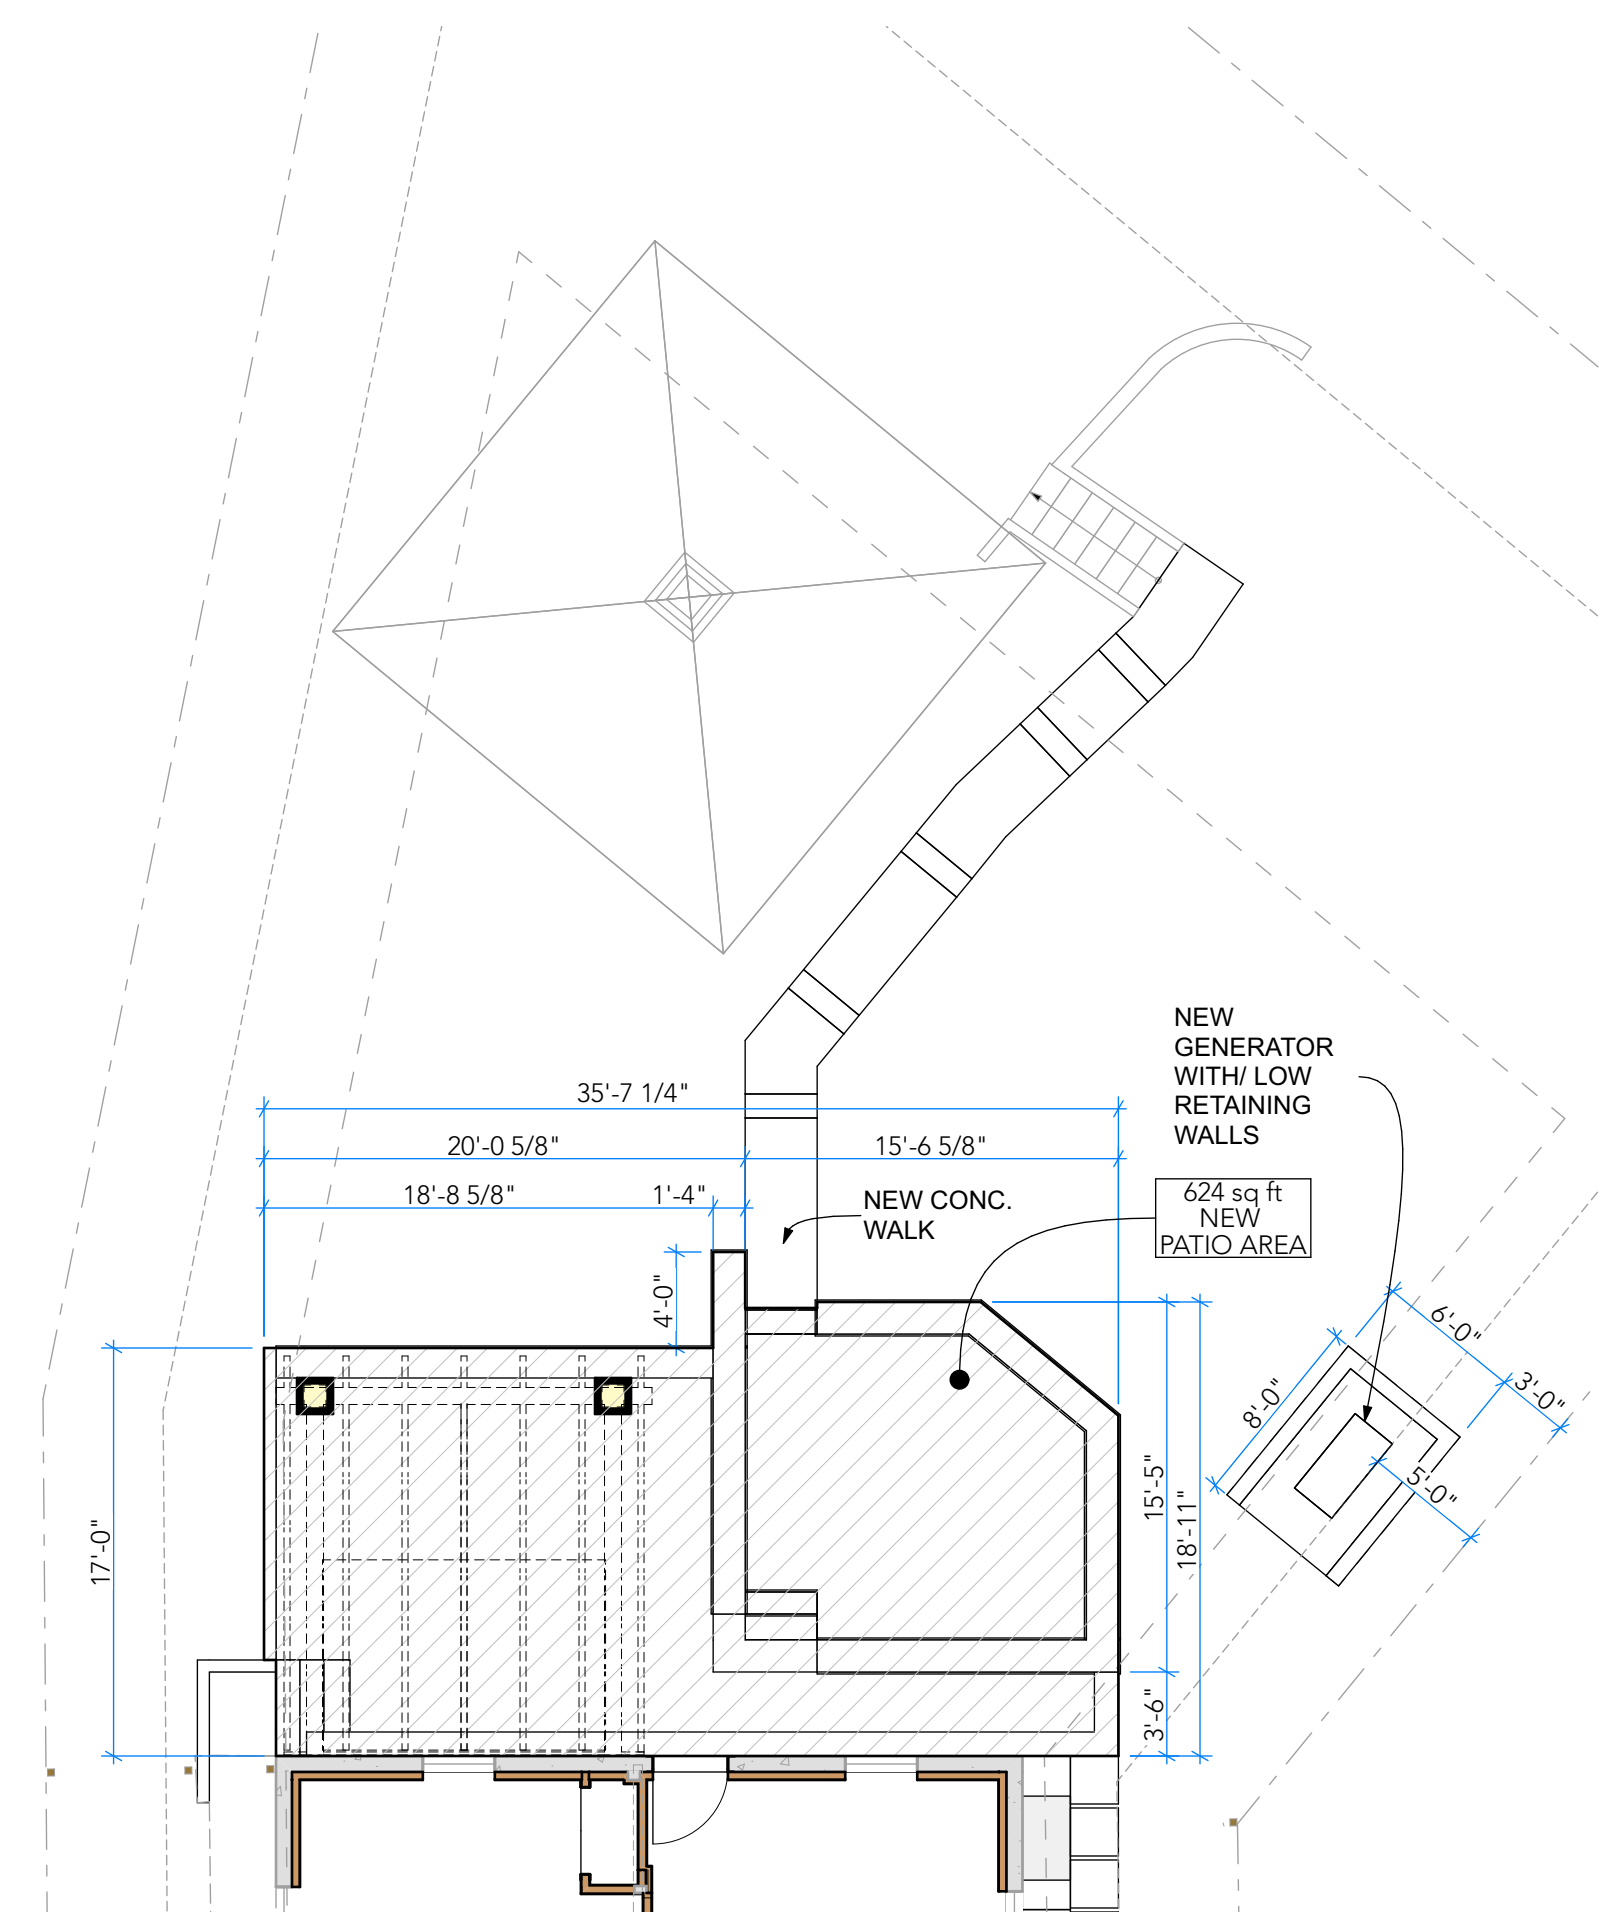 NEW
GENERATOR
WITH/ LOW
RETAINING
WALLS
35'-7 1/4"
20'-0 5/8"
15'-6 5/8"
18'-8 5/8"
1'-4"
NEW CONC.
WALK
624 sq ft
NEW
PATIO AREA
4'-0"
6'-0"
3'-0"
8'-0"
5'-0"
15'-5"
18'-11"
17'-0"
3'-6"